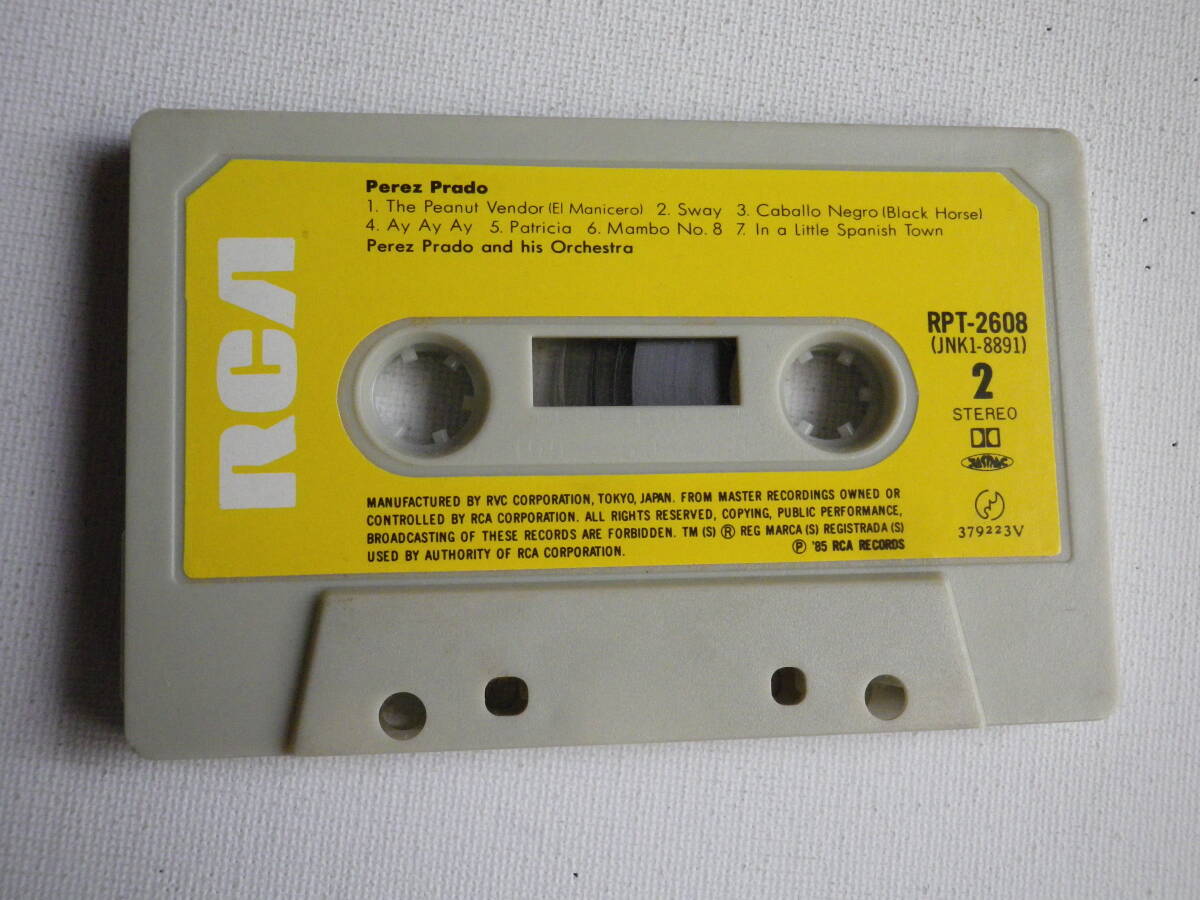 Perez Prado
1. The Peanut Vendor (El Manicero) 2. Sway 3. Caballo Negro (Black Horse)
4. Ay Ay Ay 5. Patricia 6. Mambo No. 8 7. In a Little Spanish Town
Perez Prado and his Orchestra
RCA
RPT-2608
(JNK1-8891)
2
STEREO
JASRAC
379223V
MANUFACTURED BY RVC CORPORATION, TOKYO, JAPAN. FROM MASTER RECORDINGS OWNED OR
CONTROLLED BY RCA CORPORATION. ALL RIGHTS RESERVED, COPYING, PUBLIC PERFORMANCE,
BROADCASTING OF THESE RECORDS ARE FORBIDDEN. TM (S) ® REG MARCA (S) REGISTRADA (S)
USED BY AUTHORITY OF RCA CORPORATION. ℗ '85 RCA RECORDS